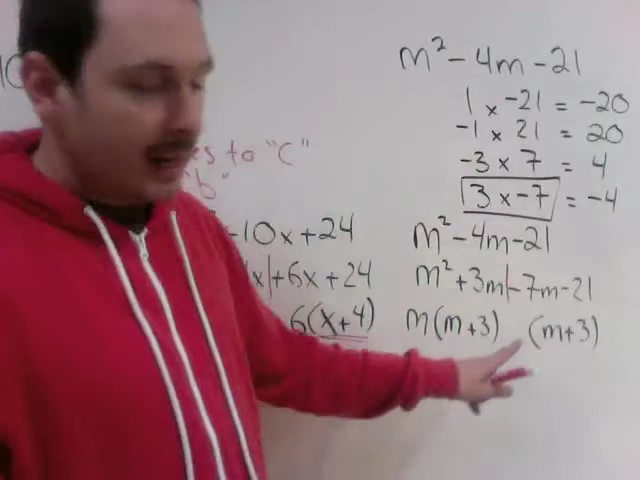 m² - 4m - 21
1 x -21 = -20
-1 x 21 = 20
-3 x 7 = 4
3 x -7 = -4
es to "C"
"b"
-10x + 24
m² - 4m - 21
x + 6x + 24
m² + 3m - 7m - 21
6(x + 4)
m(m + 3) (m + 3)